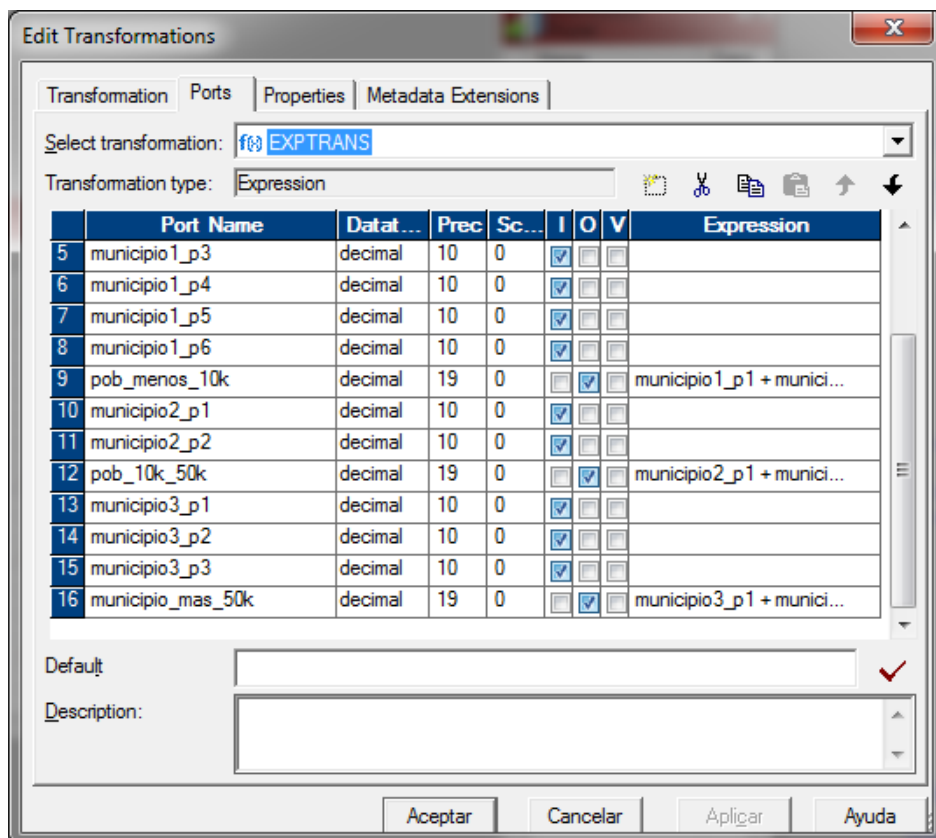 Edit Transformations
x
Transformation Ports Properties Metadata Extensions
Select transformation: f(x) EXPTRANS
Transformation type: Expression
Port Name Datat... Prec Sc... I O V Expression
5 municipio1_p3 decimal 10 0
6 municipio1_p4 decimal 10 0
7 municipio1_p5 decimal 10 0
8 municipio1_p6 decimal 10 0
9 pob_menos_10k decimal 19 0 municipio1_p1 + munici...
10 municipio2_p1 decimal 10 0
11 municipio2_p2 decimal 10 0
12 pob_10k_50k decimal 19 0 municipio2_p1 + munici...
13 municipio3_p1 decimal 10 0
14 municipio3_p2 decimal 10 0
15 municipio3_p3 decimal 10 0
16 municipio_mas_50k decimal 19 0 municipio3_p1 + munici...
Default
Description:
Aceptar Cancelar Aplicar Ayuda